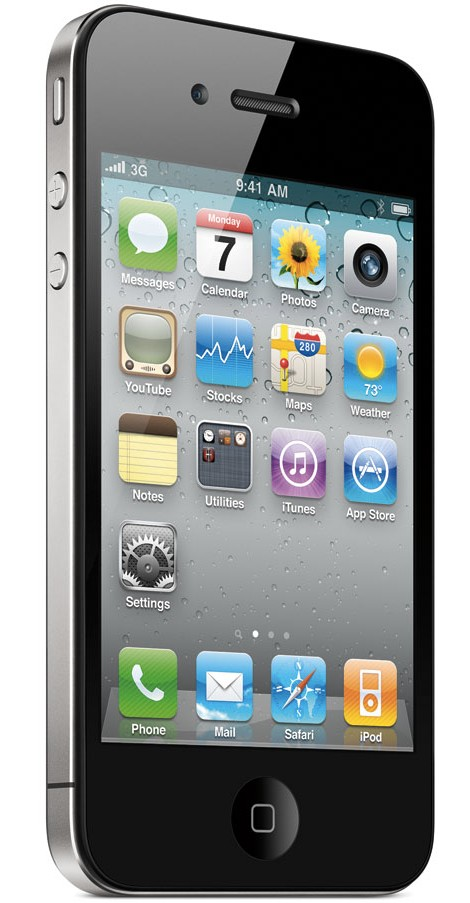 3G
9:41 AM
Monday
7
280
73°
Messages
Calendar
Photos
Camera
YouTube
Stocks
Maps
Weather
Notes
Utilities
iTunes
App Store
Settings
Phone
Mail
Safari
iPod